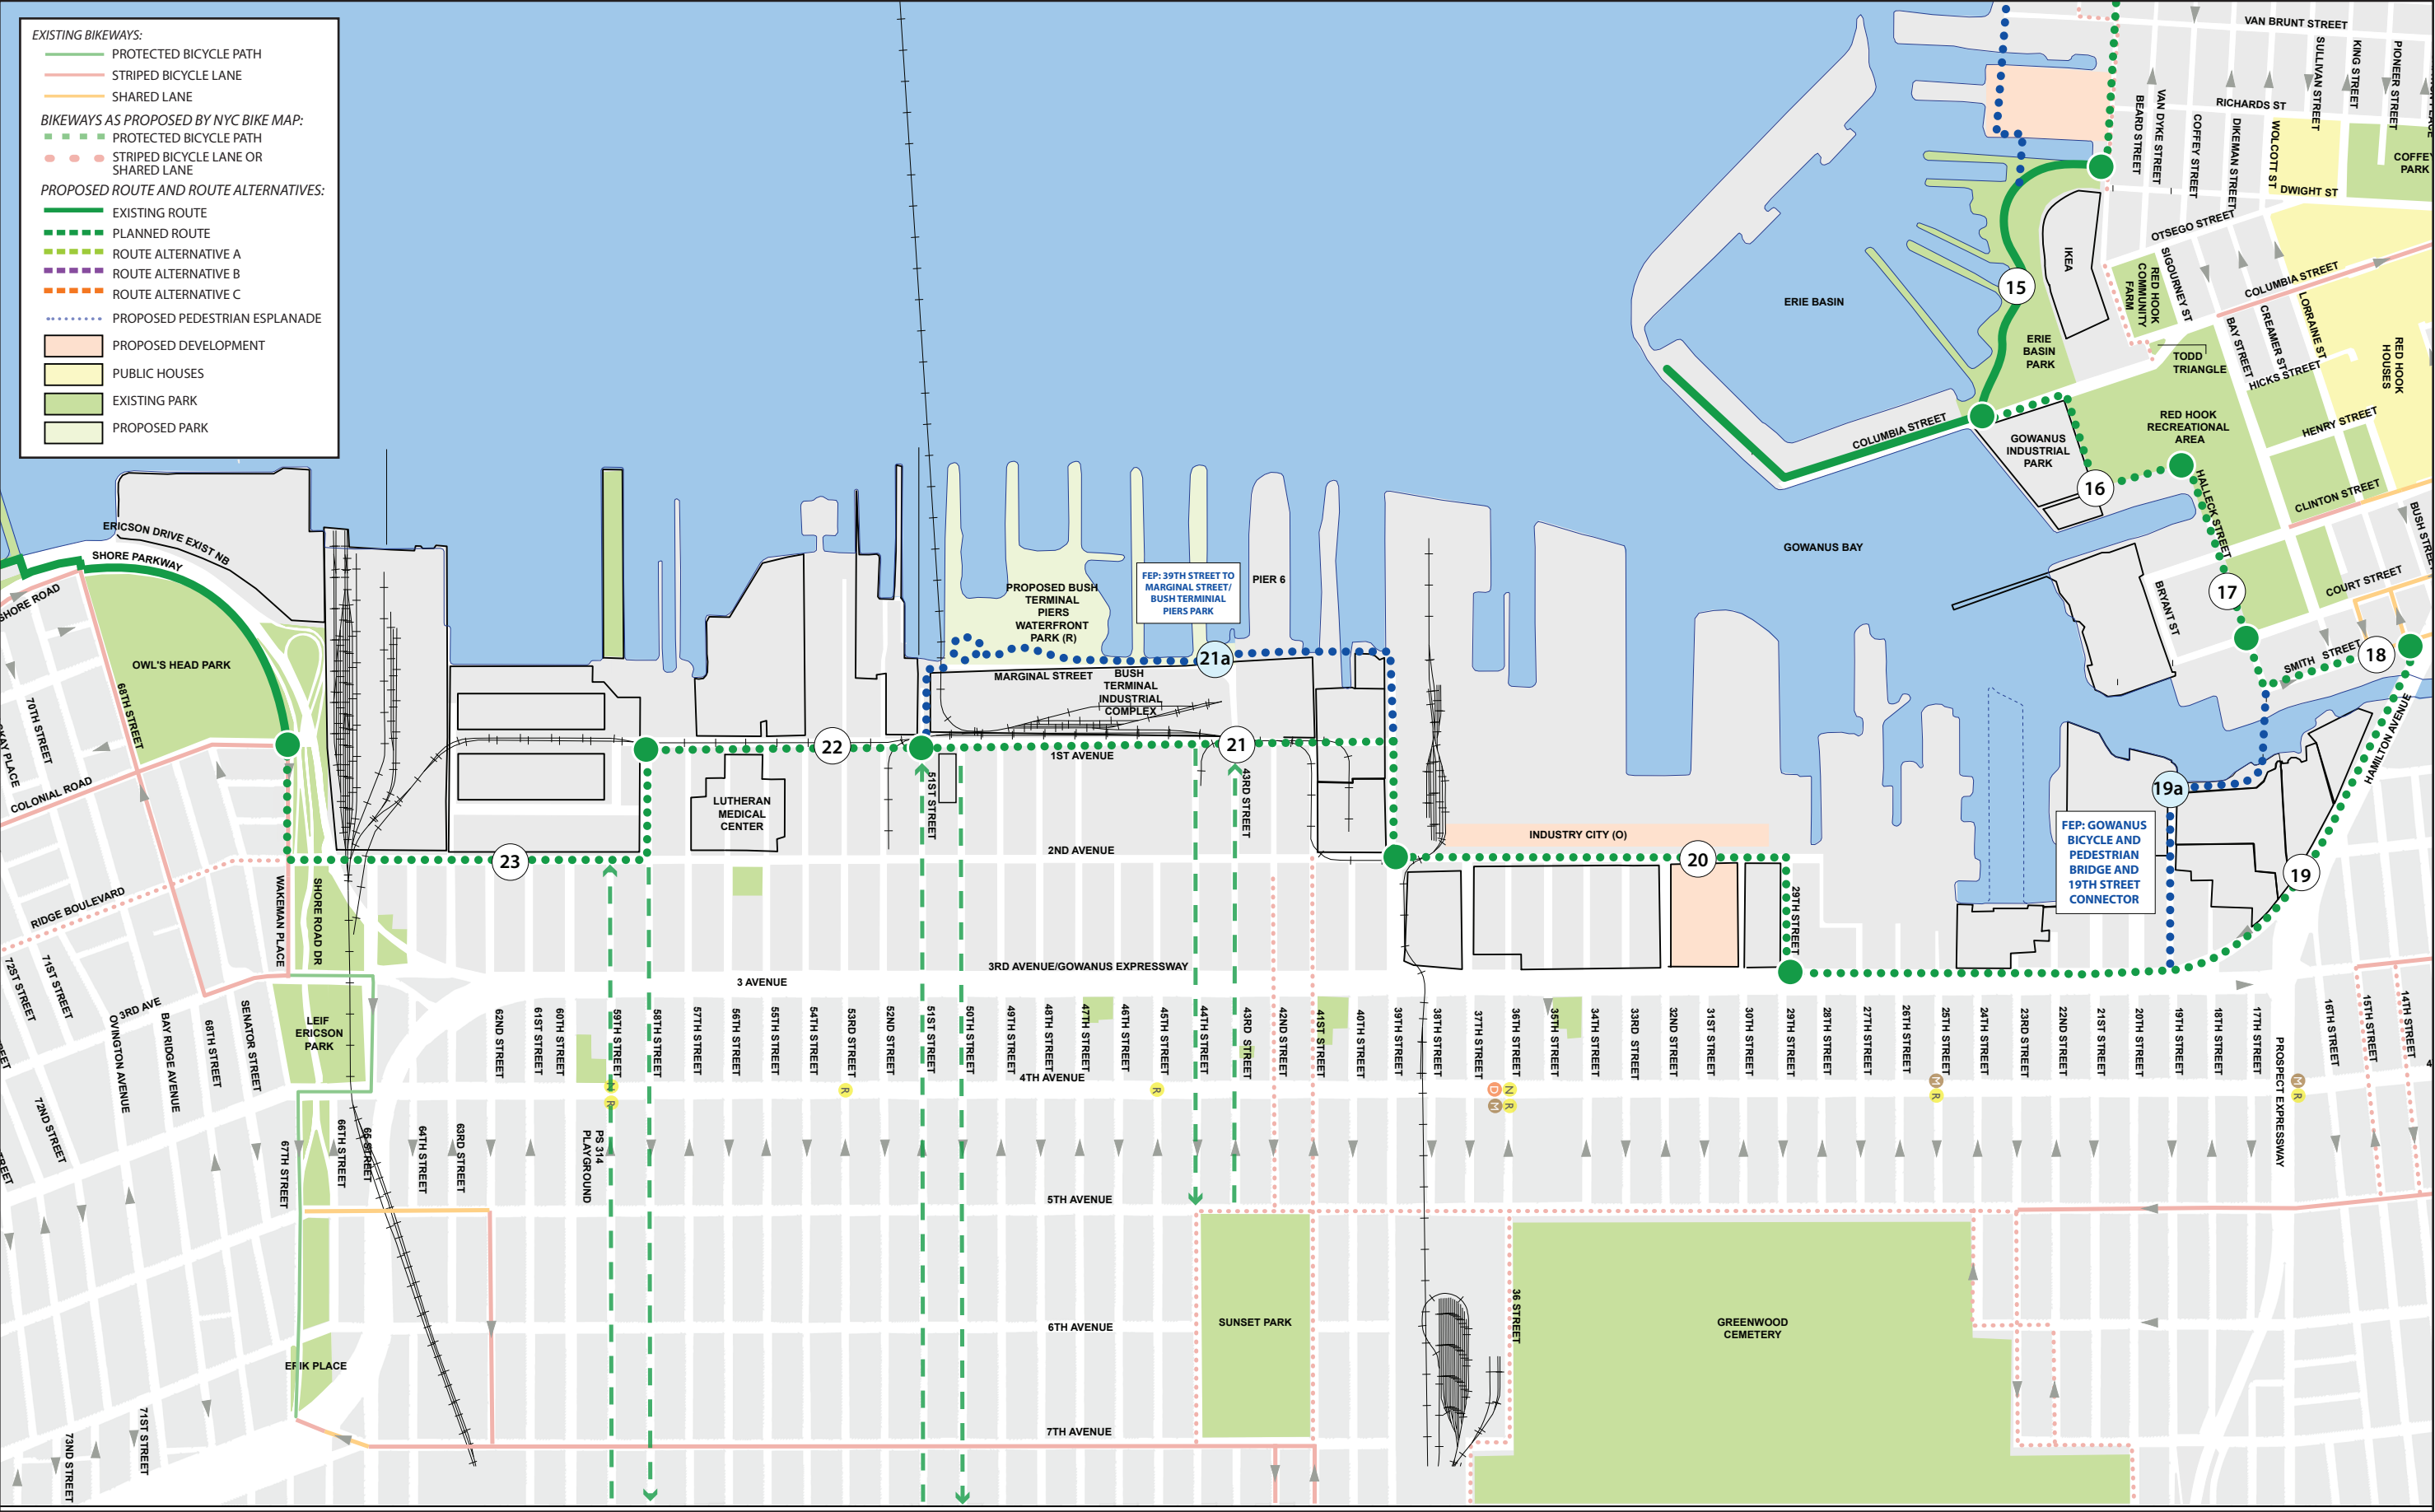 EXISTING BIKEWAYS:
PROTECTED BICYCLE PATH
STRIPED BICYCLE LANE
SHARED LANE
BIKEWAYS AS PROPOSED BY NYC BIKE MAP:
PROTECTED BICYCLE PATH
STRIPED BICYCLE LANE OR
SHARED LANE
PROPOSED ROUTE AND ROUTE ALTERNATIVES:
EXISTING ROUTE
PLANNED ROUTE
ROUTE ALTERNATIVE A
ROUTE ALTERNATIVE B
ROUTE ALTERNATIVE C
PROPOSED PEDESTRIAN ESPLANADE
PROPOSED DEVELOPMENT
PUBLIC HOUSES
EXISTING PARK
PROPOSED PARK
VAN BRUNT STREET
SULLIVAN STREET
KING STREET
PIONEER STREET
RICHARDS ST
BEARD STREET
VAN DYKE STREET
COFFEY STREET
DIKEMAN STREET
WOLCOTT ST
COFFEY
PARK
DWIGHT ST
OTSEGO STREET
IKEA
SIGOURNEY ST
RED HOOK
COMMUNITY
FARM
COLUMBIA STREET
LORRAINE ST
CREAMER ST
BAY STREET
HICKS STREET
RED HOOK
HOUSES
15
ERIE BASIN
ERIE
BASIN
PARK
TODD
TRIANGLE
COLUMBIA STREET
GOWANUS
INDUSTRIAL
PARK
RED HOOK
RECREATIONAL
AREA
HENRY STREET
16
HALLECK STREET
CLINTON STREET
BUSH STREET
GOWANUS BAY
17
COURT STREET
BRYANT ST
SMITH STREET
18
HAMILTON AVENUE
19a
FEP: GOWANUS
BICYCLE AND
PEDESTRIAN
BRIDGE AND
19TH STREET
CONNECTOR
19
ERICSON DRIVE EXIST NB
SHORE PARKWAY
SHORE ROAD
OWL'S HEAD PARK
68TH STREET
70TH STREET
COLONIAL ROAD
RIDGE BOULEVARD
WAKEMAN PLACE
SHORE ROAD DR
72ST STREET
71ST STREET
3RD AVE
OVINGTON AVENUE
BAY RIDGE AVENUE
68TH STREET
SENATOR STREET
LEIF
ERICSON
PARK
72ND STREET
67TH STREET
66TH STREET
65 STREET
64TH STREET
63RD STREET
ERIK PLACE
71ST STREET
73ND STREET
PROPOSED BUSH
TERMINAL
PIERS
WATERFRONT
PARK (R)
FEP: 39TH STREET TO
MARGINAL STREET/
BUSH TERMINIAL
PIERS PARK
PIER 6
21a
MARGINAL STREET
BUSH
TERMINAL
INDUSTRIAL
COMPLEX
22
21
1ST AVENUE
51ST STREET
43RD STREET
LUTHERAN
MEDICAL
CENTER
INDUSTRY CITY (O)
2ND AVENUE
23
20
29TH STREET
3RD AVENUE/GOWANUS EXPRESSWAY
3 AVENUE
62ND STREET
61ST STREET
60TH STREET
59TH STREET
58TH STREET
57TH STREET
56TH STREET
55TH STREET
54TH STREET
53RD STREET
52ND STREET
51ST STREET
50TH STREET
49TH STREET
48TH STREET
47TH STREET
46TH STREET
45TH STREET
44TH STREET
43RD STREET
42ND STREET
41ST STREET
40TH STREET
39TH STREET
38TH STREET
37TH STREET
36TH STREET
35TH STREET
34TH STREET
33RD STREET
32ND STREET
31ST STREET
30TH STREET
29TH STREET
28TH STREET
27TH STREET
26TH STREET
25TH STREET
24TH STREET
23RD STREET
22ND STREET
21ST STREET
20TH STREET
19TH STREET
18TH STREET
17TH STREET
PROSPECT EXPRESSWAY
16TH STREET
15TH STREET
14TH STREET
4
4TH AVENUE
N
R
R
R
D N
M R
M
R
M
R
PS 314
PLAYGROUND
5TH AVENUE
SUNSET PARK
36 STREET
GREENWOOD
CEMETERY
6TH AVENUE
7TH AVENUE